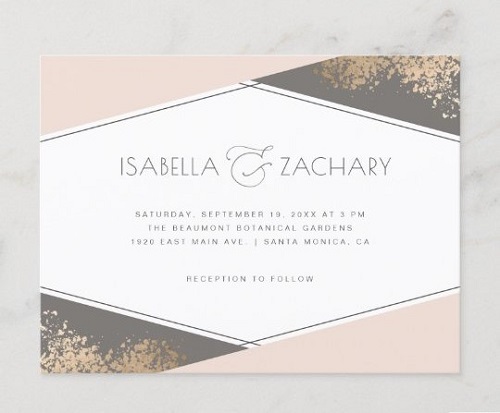 ISABELLA & ZACHARY
SATURDAY, SEPTEMBER 19, 20XX AT 3 PM
THE BEAUMONT BOTANICAL GARDENS
1920 EAST MAIN AVE. | SANTA MONICA, CA
RECEPTION TO FOLLOW